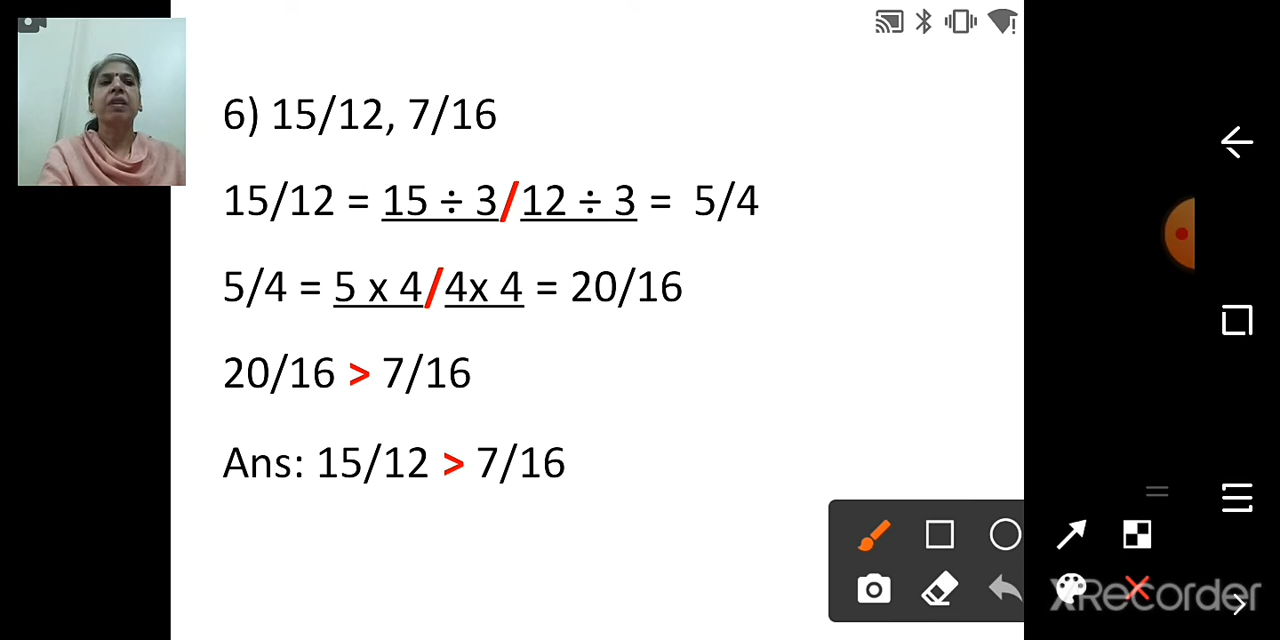 6) 15/12, 7/16
15/12 = 15 ÷ 3/12 ÷ 3 = 5/4
5/4 = 5 x 4/4x 4 = 20/16
20/16 > 7/16
Ans: 15/12 > 7/16
XRecorder